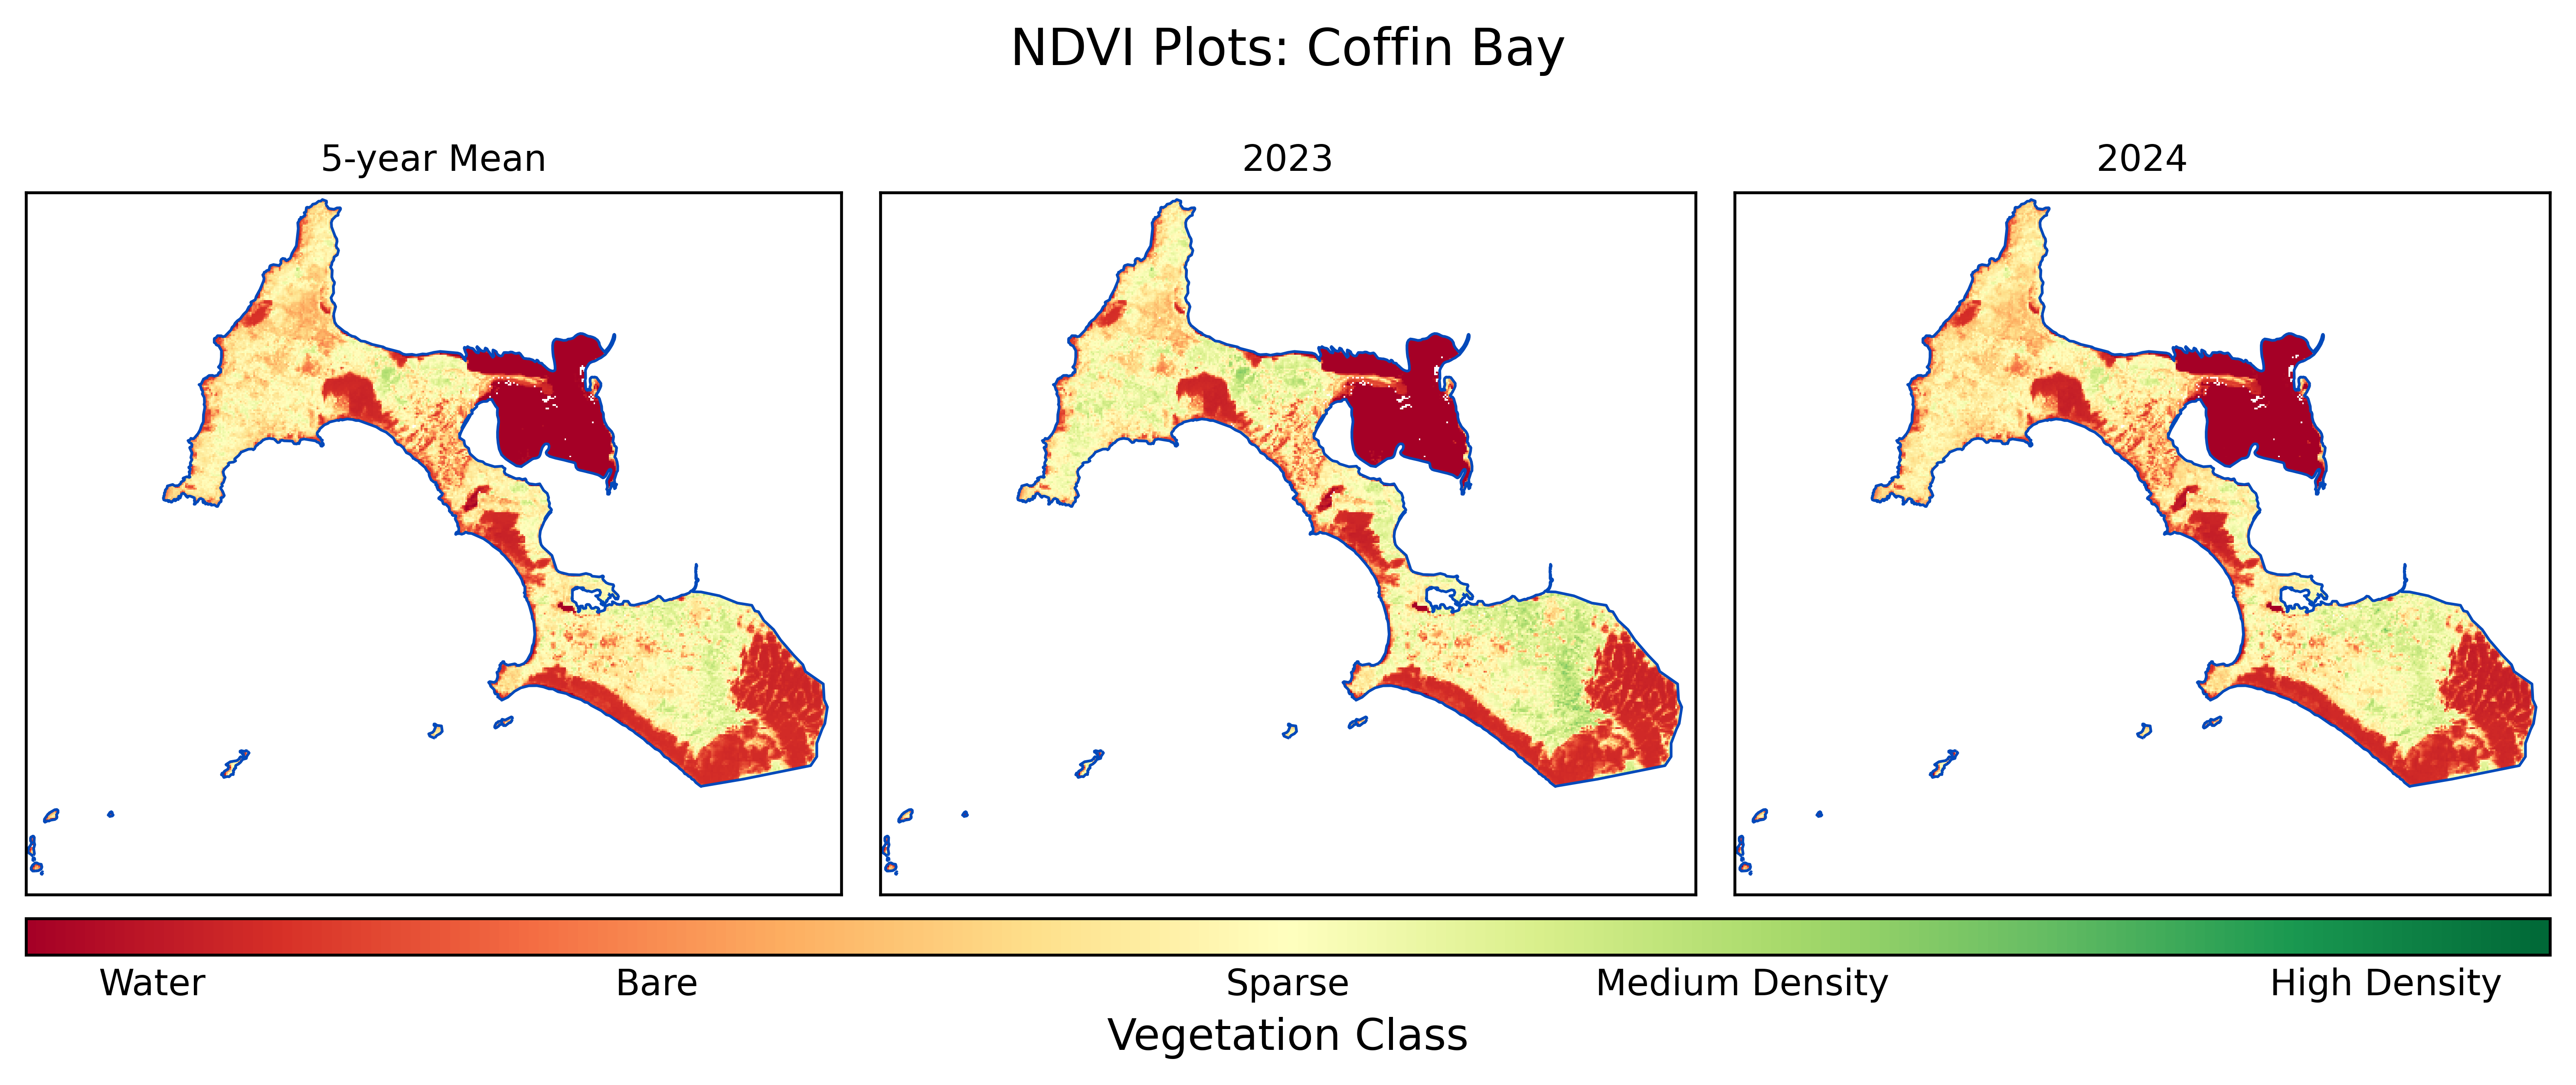 NDVI Plots: Coffin Bay
5-year Mean
2023
2024
Water
Bare
Sparse
Medium Density
High Density
Vegetation Class